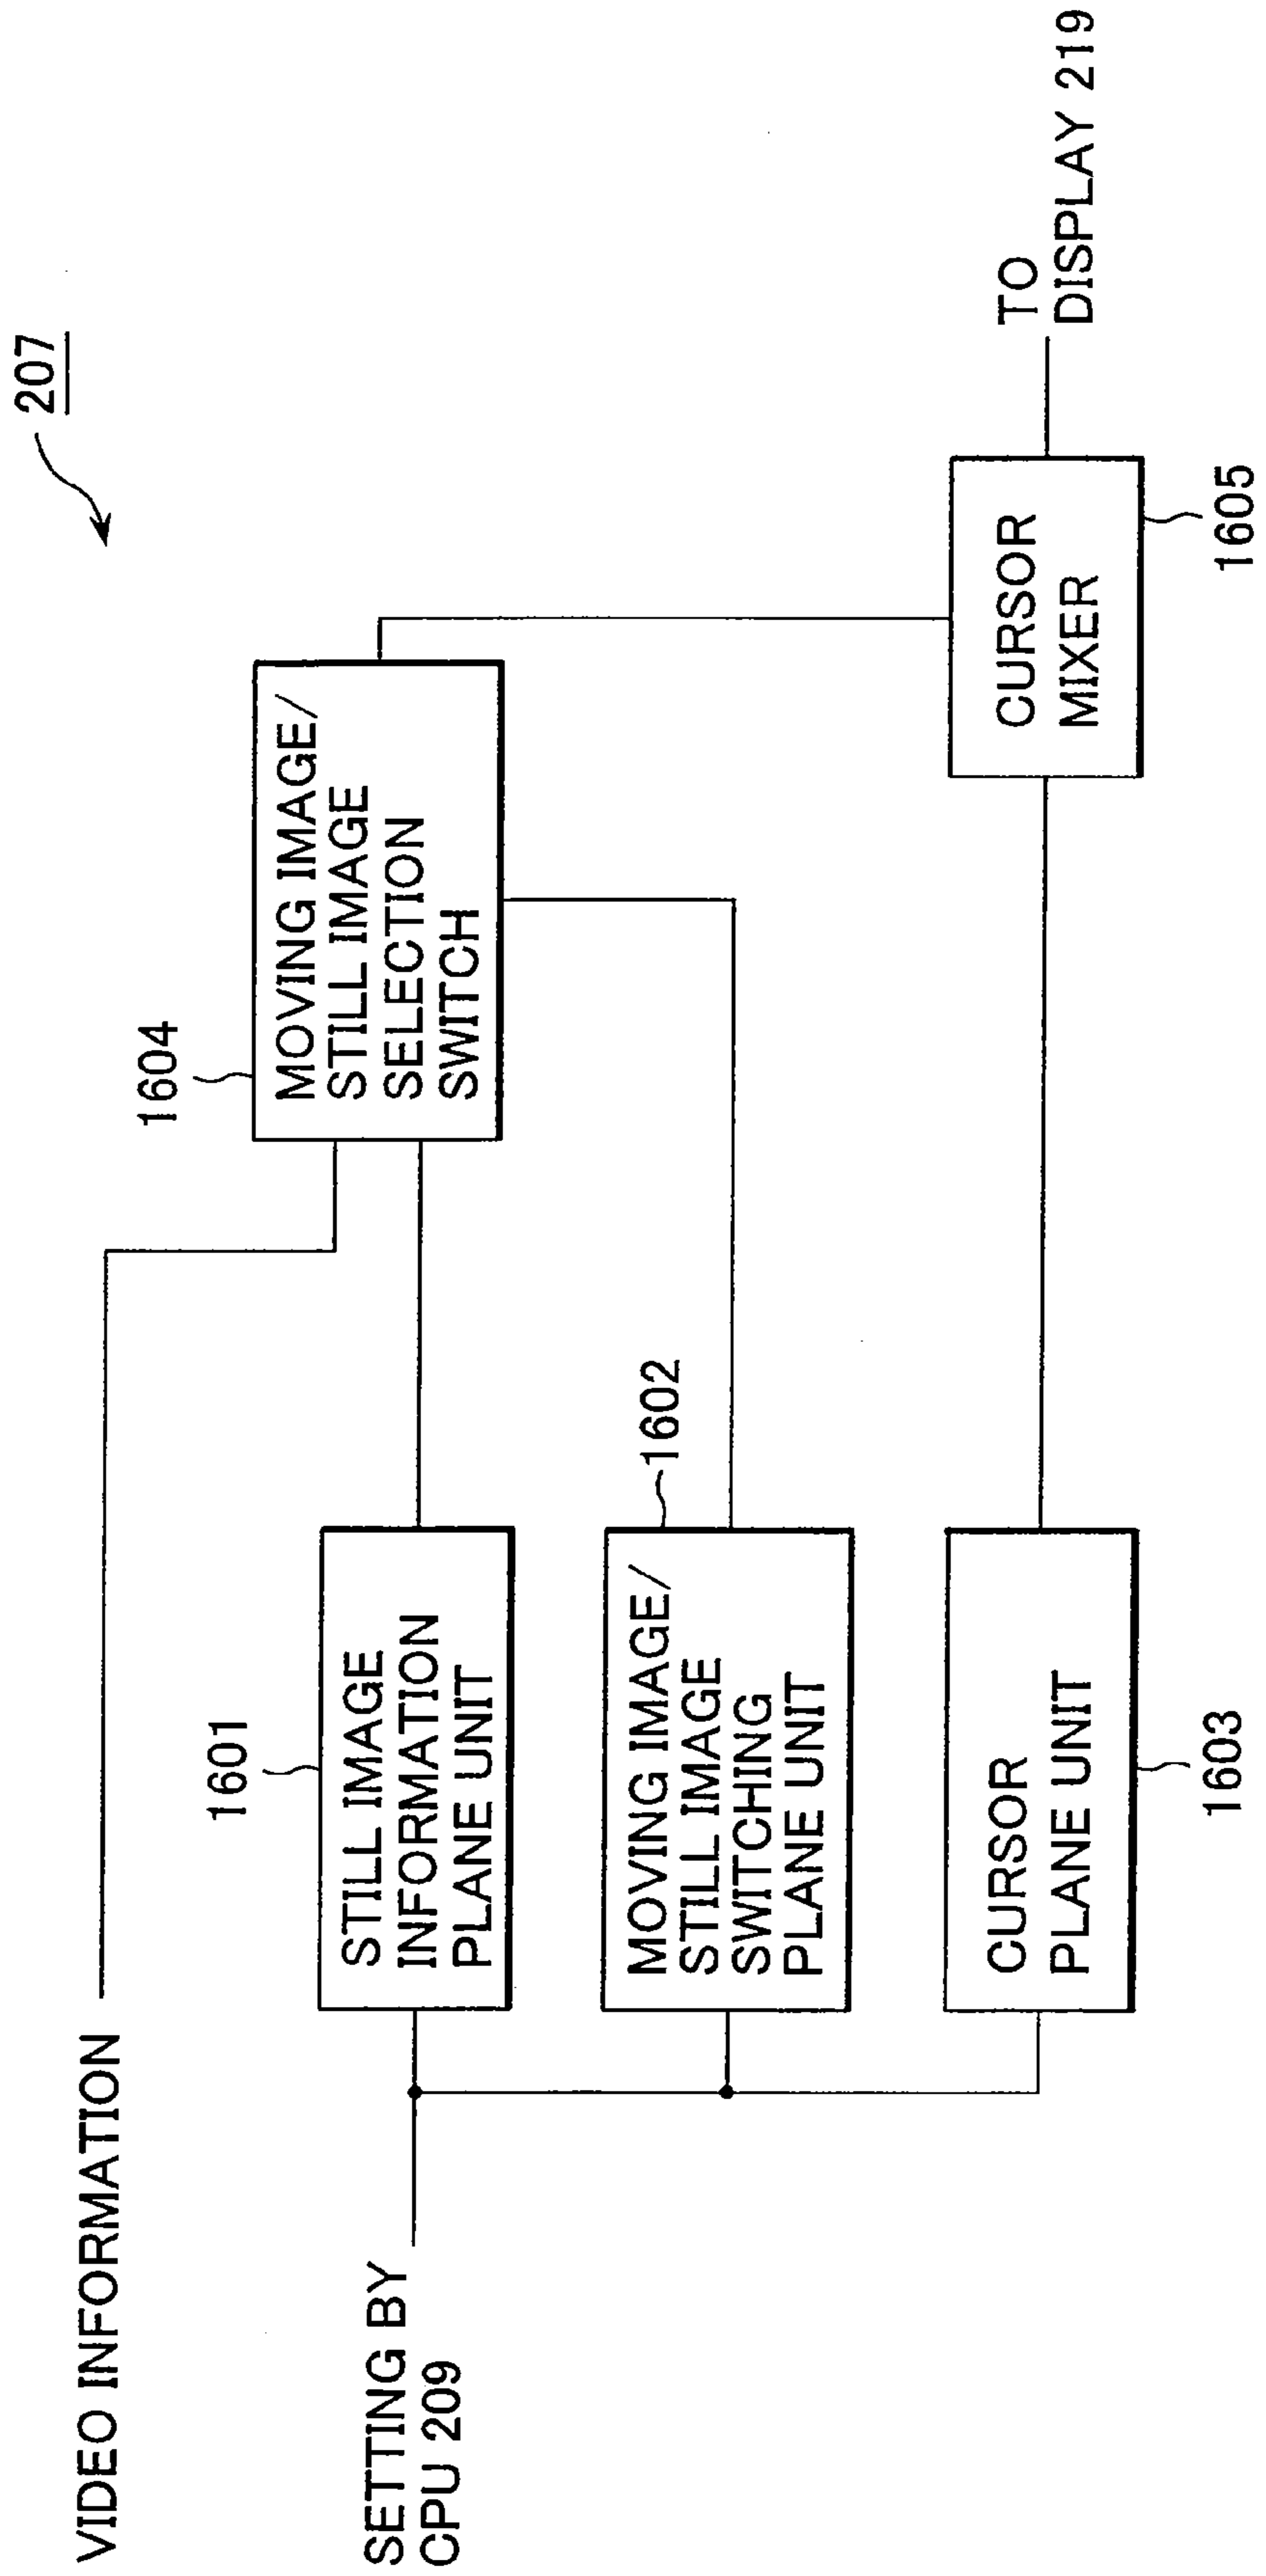 207
VIDEO INFORMATION
1604
MOVING IMAGE/
STILL IMAGE
SELECTION
SWITCH
1601
STILL IMAGE
INFORMATION
PLANE UNIT
SETTING BY
CPU 209
1602
MOVING IMAGE/
STILL IMAGE
SWITCHING
PLANE UNIT
CURSOR
PLANE UNIT
1603
CURSOR
MIXER
1605
TO
DISPLAY 219